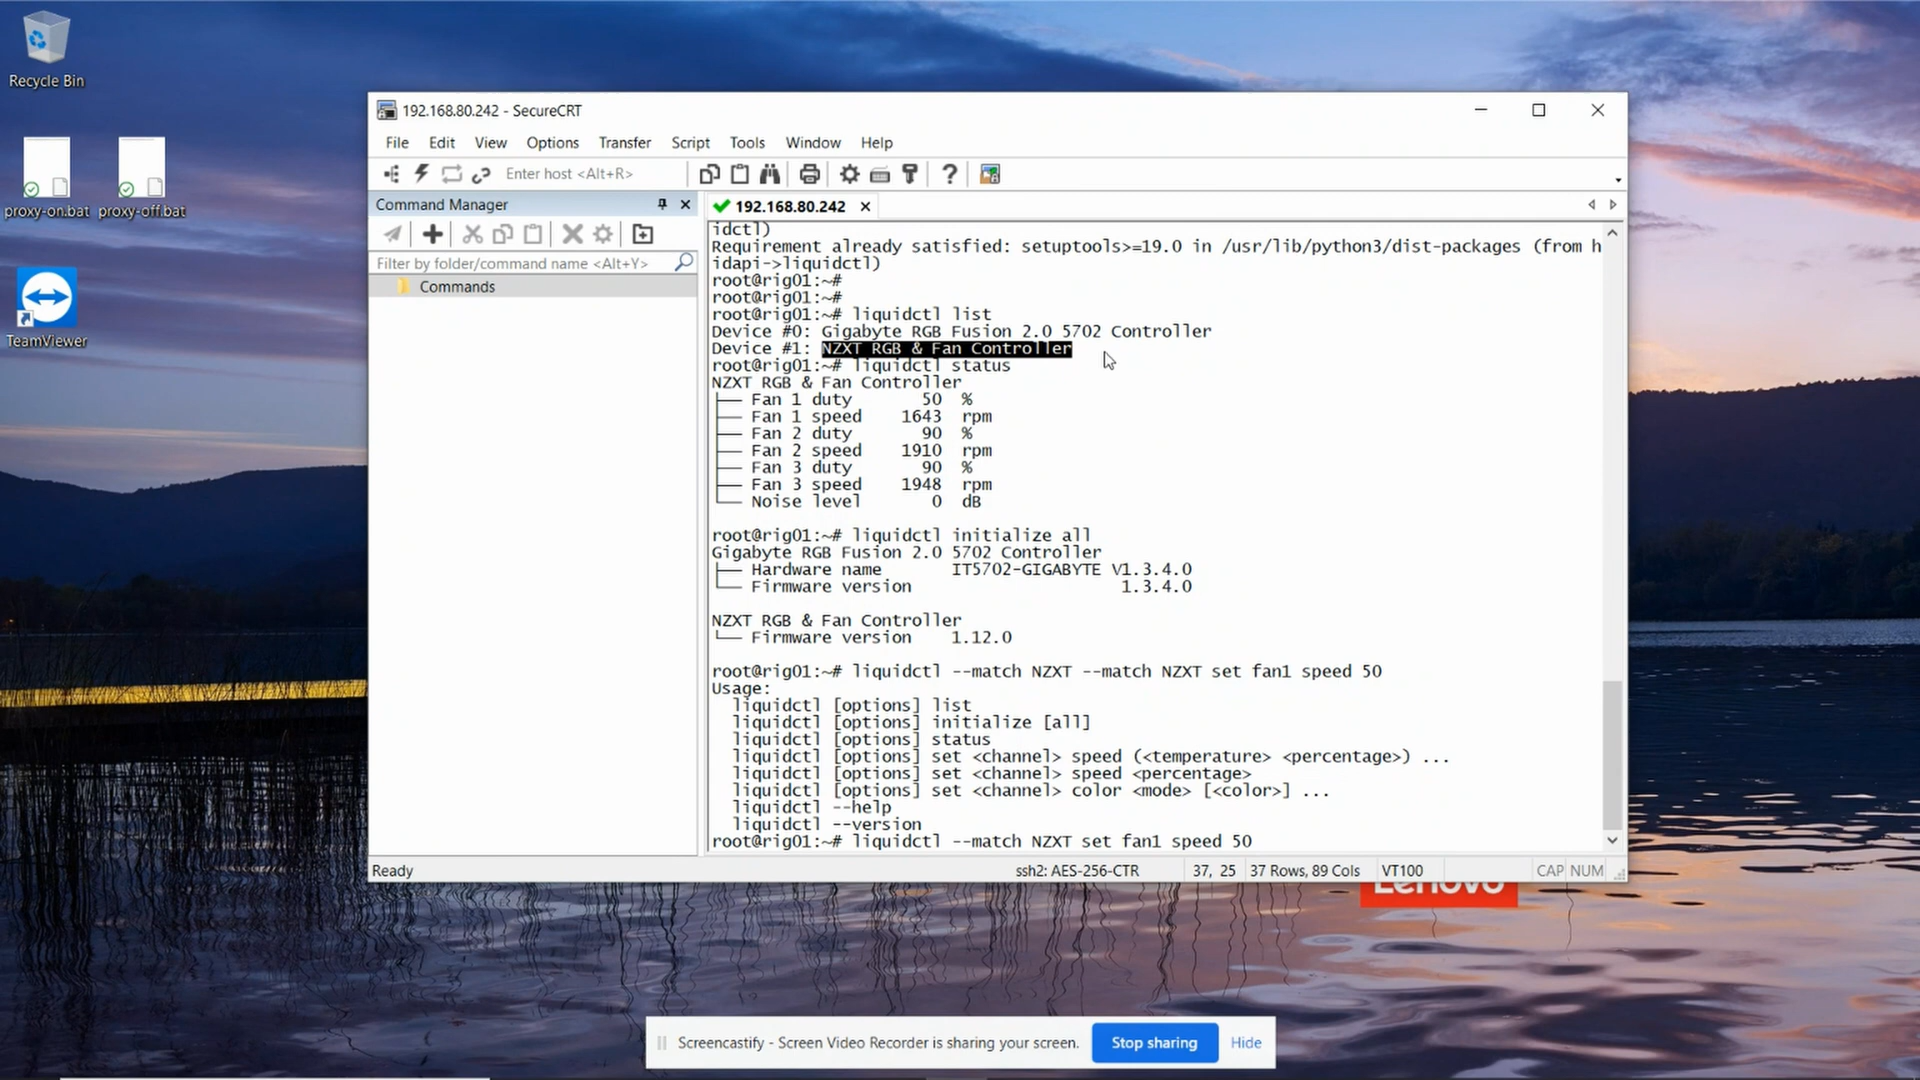 Recycle Bin
proxy-on.bat
proxy-off.bat
TeamViewer
192.168.80.242 - SecureCRT
File Edit View Options Transfer Script Tools Window Help
Enter host <Alt+R>
Command Manager
Filter by folder/command name <Alt+Y>
Commands
192.168.80.242
idctl)
Requirement already satisfied: setuptools>=19.0 in /usr/lib/python3/dist-packages (from h
idapi->liquidctl)
root@rig01:~#
root@rig01:~#
root@rig01:~# liquidctl list
Device #0: Gigabyte RGB Fusion 2.0 5702 Controller
Device #1: NZXT RGB & Fan Controller
root@rig01:~# liquidctl status
NZXT RGB & Fan Controller
├── Fan 1 duty 50 %
├── Fan 1 speed 1643 rpm
├── Fan 2 duty 90 %
├── Fan 2 speed 1910 rpm
├── Fan 3 duty 90 %
├── Fan 3 speed 1948 rpm
└── Noise level 0 dB
root@rig01:~# liquidctl initialize all
Gigabyte RGB Fusion 2.0 5702 Controller
├── Hardware name IT5702-GIGABYTE V1.3.4.0
└── Firmware version 1.3.4.0
NZXT RGB & Fan Controller
└── Firmware version 1.12.0
root@rig01:~# liquidctl --match NZXT --match NZXT set fan1 speed 50
Usage:
liquidctl [options] list
liquidctl [options] initialize [all]
liquidctl [options] status
liquidctl [options] set <channel> speed (<temperature> <percentage>) ...
liquidctl [options] set <channel> speed <percentage>
liquidctl [options] set <channel> color <mode> [<color>] ...
liquidctl --help
liquidctl --version
root@rig01:~# liquidctl --match NZXT set fan1 speed 50
Ready
ssh2: AES-256-CTR 37, 25 37 Rows, 89 Cols VT100 CAP NUM
Lenovo
Screencastify - Screen Video Recorder is sharing your screen.
Stop sharing
Hide